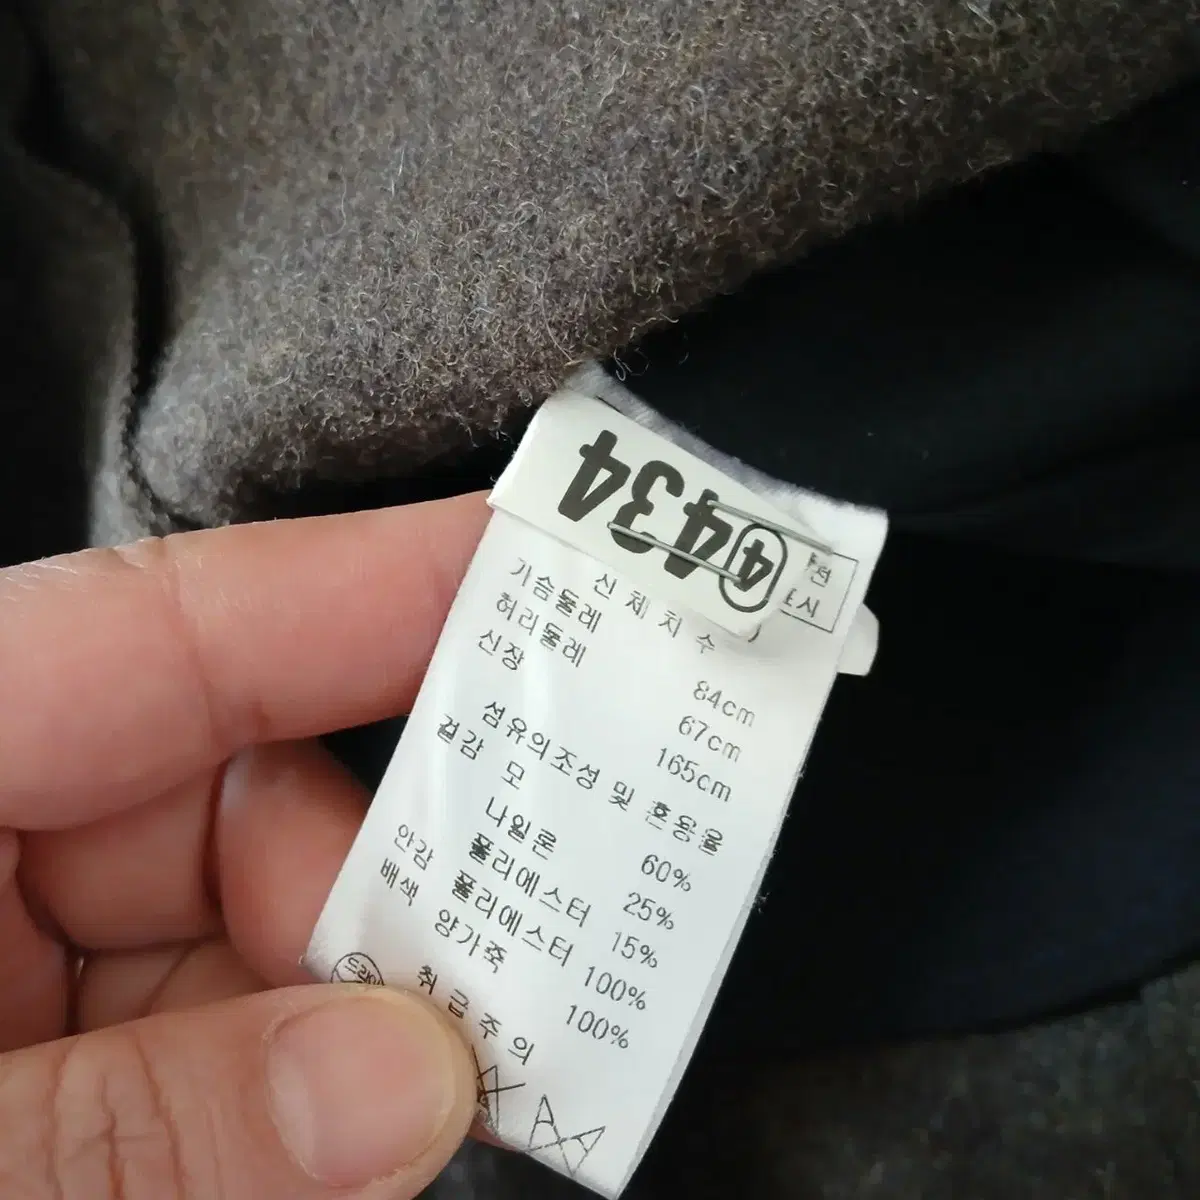 4434
④
신체치수
가슴둘레 84cm
허리둘레 67cm
신장 165cm
섬유의조성 및 혼용율
겉감 모 60%
나일론 25%
폴리에스터 15%
안감 폴리에스터 100%
배색 양가죽 100%
취급주의